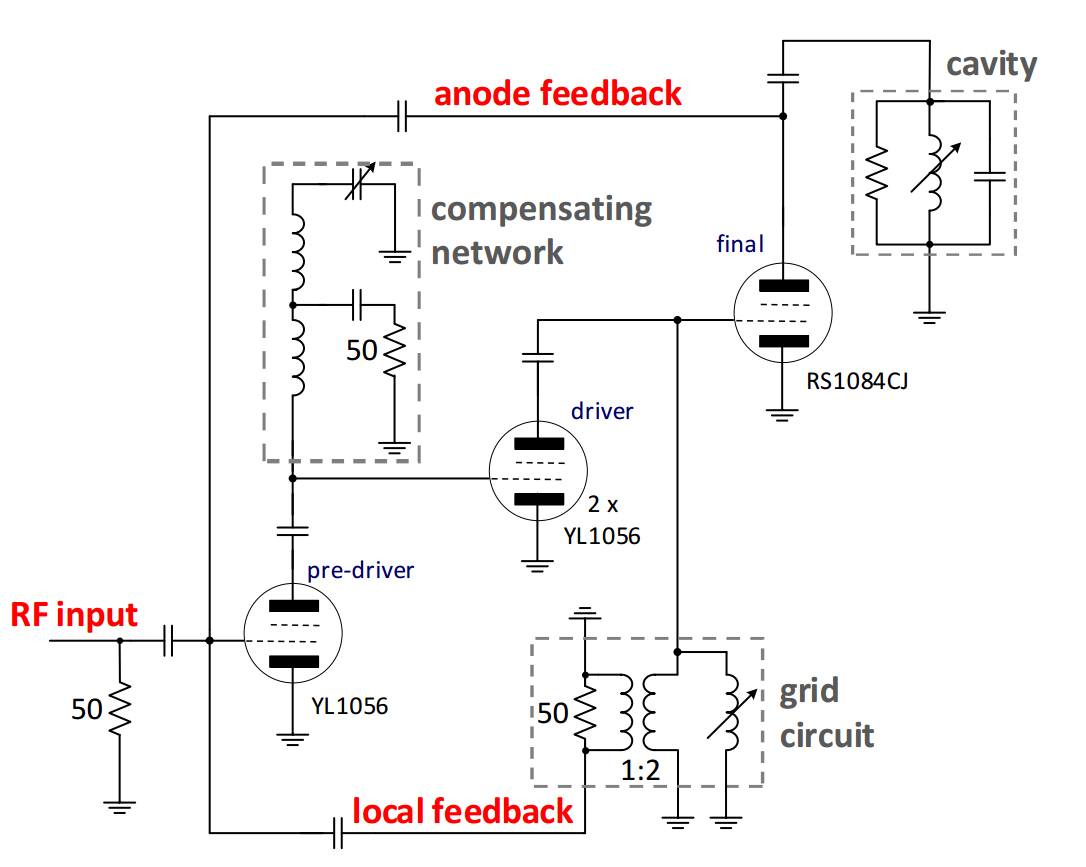 cavity
anode feedback
compensating
network
final
50
RS1084CJ
driver
2 x
YL1056
pre-driver
RF input
50
YL1056
50
grid
circuit
1:2
local feedback